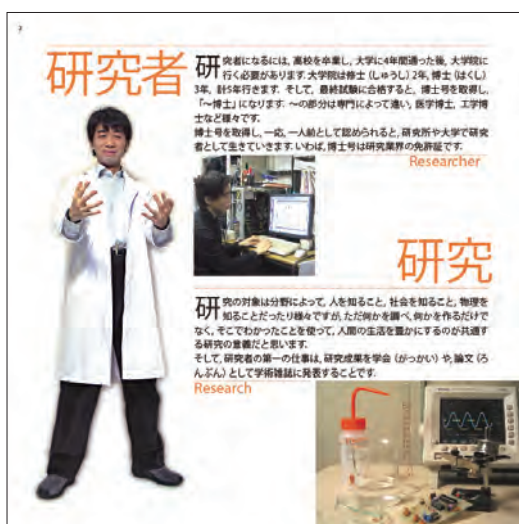 2
研究者
研究者になるには, 高校を卒業し, 大学に4年間通った後, 大学院に
行く必要があります. 大学院は修士 (しゅうし) 2年, 博士 (はくし)
3年, 計5年行きます. そして, 最終試験に合格すると, 博士号を取得し,
「～博士」になります. ～の部分は専門によって違い, 医学博士, 工学博
士など様々です.
博士号を取得し, 一応, 一人前として認められると, 研究所や大学で研究
者として生きていきます. いわば, 博士号は研究業界の免許証です.
Researcher
研究
研究の対象は分野によって, 人を知ること, 社会を知ること, 物理を
知ることだったり様々ですが, ただ何かを調べ, 何かを作るだけで
なく, そこでわかったことを使って, 人間の生活を豊かにするのが共通す
る研究の意義だと思います.
そして, 研究者の第一の仕事は, 研究成果を学会 (がっかい) や, 論文 (ろ
んぶん) として学術雑誌に発表することです.
Research